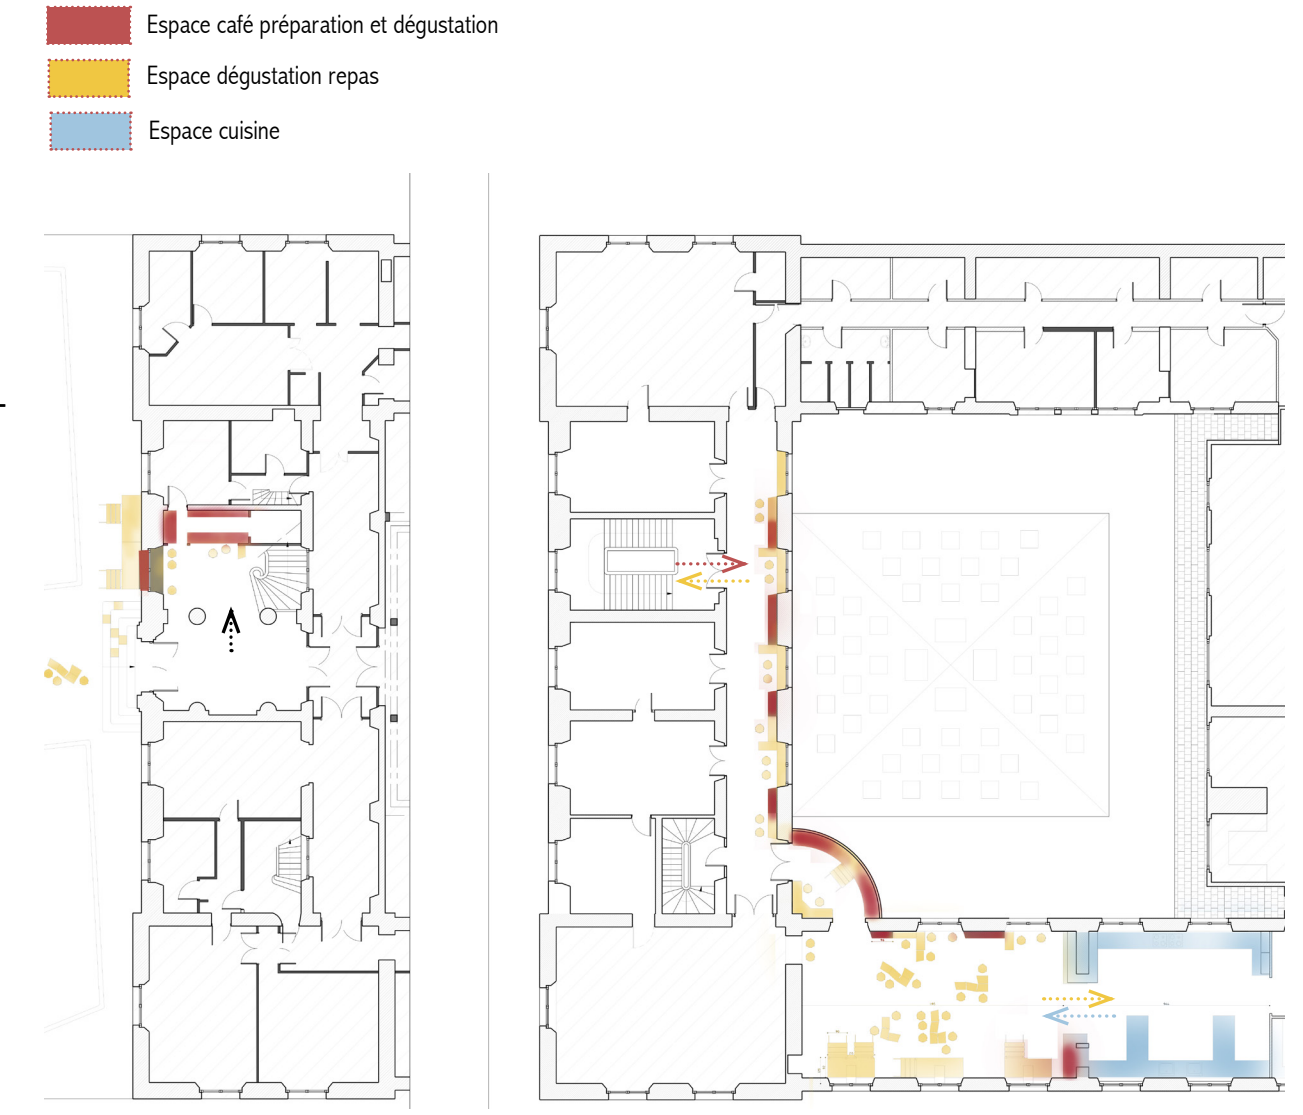 Espace café préparation et dégustation
Espace dégustation repas
Espace cuisine